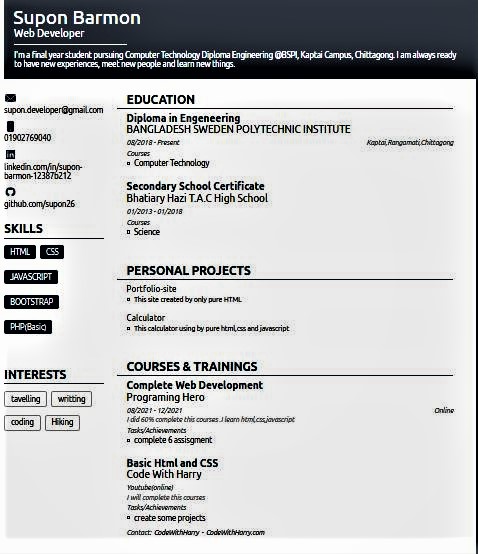 Supon Barmon
Web Developer
I'm a final year student pursuing Computer Technology Diploma Engineering @BSPI, Kaptai Campus, Chittagong. I am always ready
to have new experiences, meet new people and learn new things.
supon.developer@gmail.com
01902769040
linkedin.com/in/supon-
barmon-12387b212
github.com/supon26
SKILLS
HTML CSS
JAVASCRIPT
BOOTSTRAP
PHP(Basic)
INTERESTS
tavelling writting
coding Hiking
EDUCATION
Diploma in Engeneering
BANGLADESH SWEDEN POLYTECHNIC INSTITUTE
08/2018 - Present Kaptai,Rangamati,Chittagong
Courses
Computer Technology
Secondary School Certificate
Bhatiary Hazi T.A.C High School
01/2013 - 01/2018
Courses
Science
PERSONAL PROJECTS
Portfolio-site
This site created by only pure HTML
Calculator
This calculator using by pure html,css and javascript
COURSES & TRAININGS
Complete Web Development
Programing Hero
08/2021 - 12/2021 Online
I did 60% complete this courses .I learn html,css,javascript
Tasks/Achievements
complete 6 assisgment
Basic Html and CSS
Code With Harry
Youtube(online)
I will complete this courses
Tasks/Achievements
create some projects
Contact: CodeWithHarry - CodeWithHarry.com